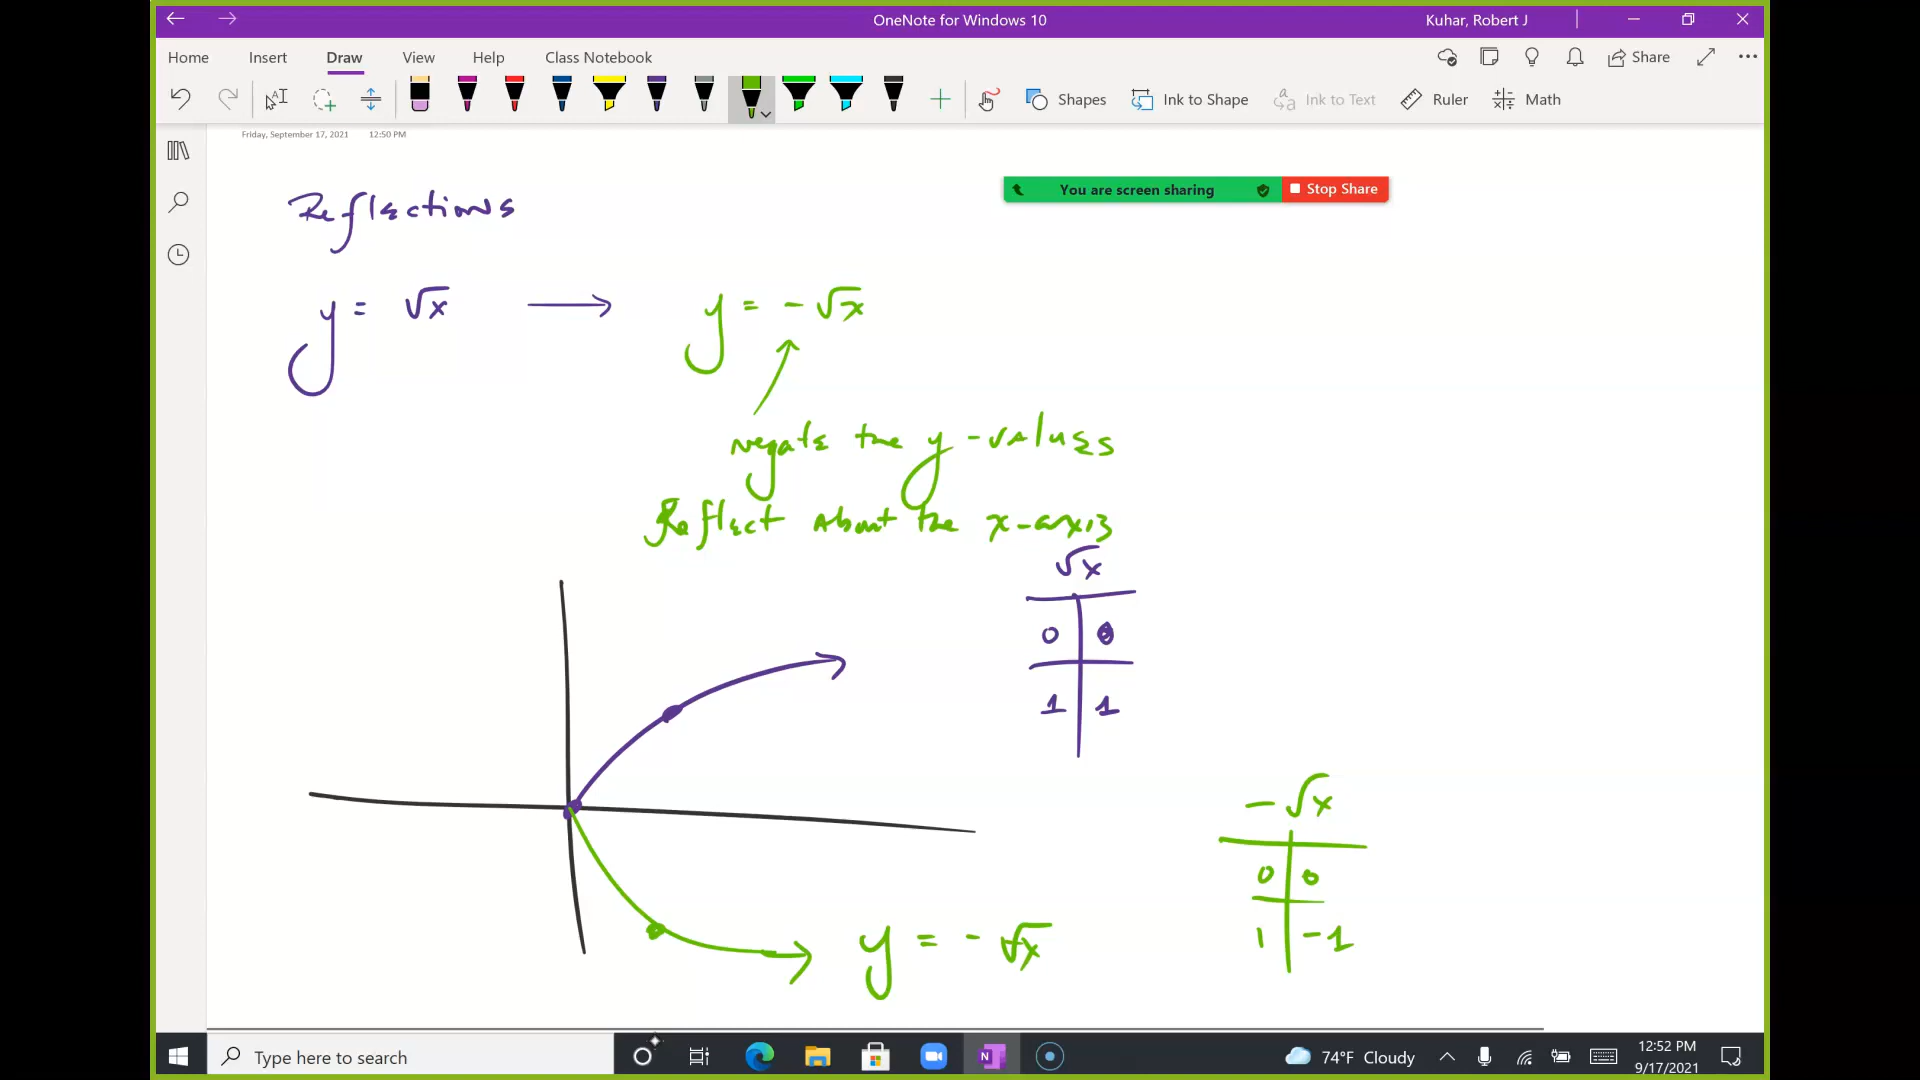 OneNote for Windows 10
Kuhar, Robert J
Home Insert Draw View Help Class Notebook
Share
Shapes Ink to Shape Ink to Text Ruler Math
Friday, September 17, 2021 12:50 PM
You are screen sharing Stop Share
Reflections
y = √x → y = - √x
negate the y-values
Reflect about the x-axis
√x
0 0
1 1
- √x
0 0
1 -1
y = - √x
Type here to search
N
74°F Cloudy
12:52 PM
9/17/2021